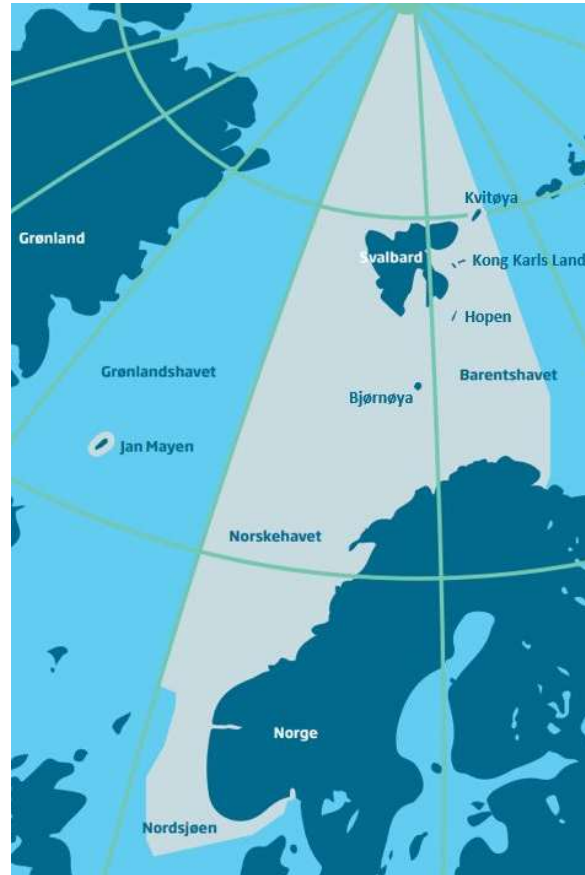 Kvitøya
Grønland
Svalbard
Kong Karls Land
Hopen
Grønlandshavet
Barentshavet
Bjørnøya
Jan Mayen
Norskehavet
Norge
Nordsjøen